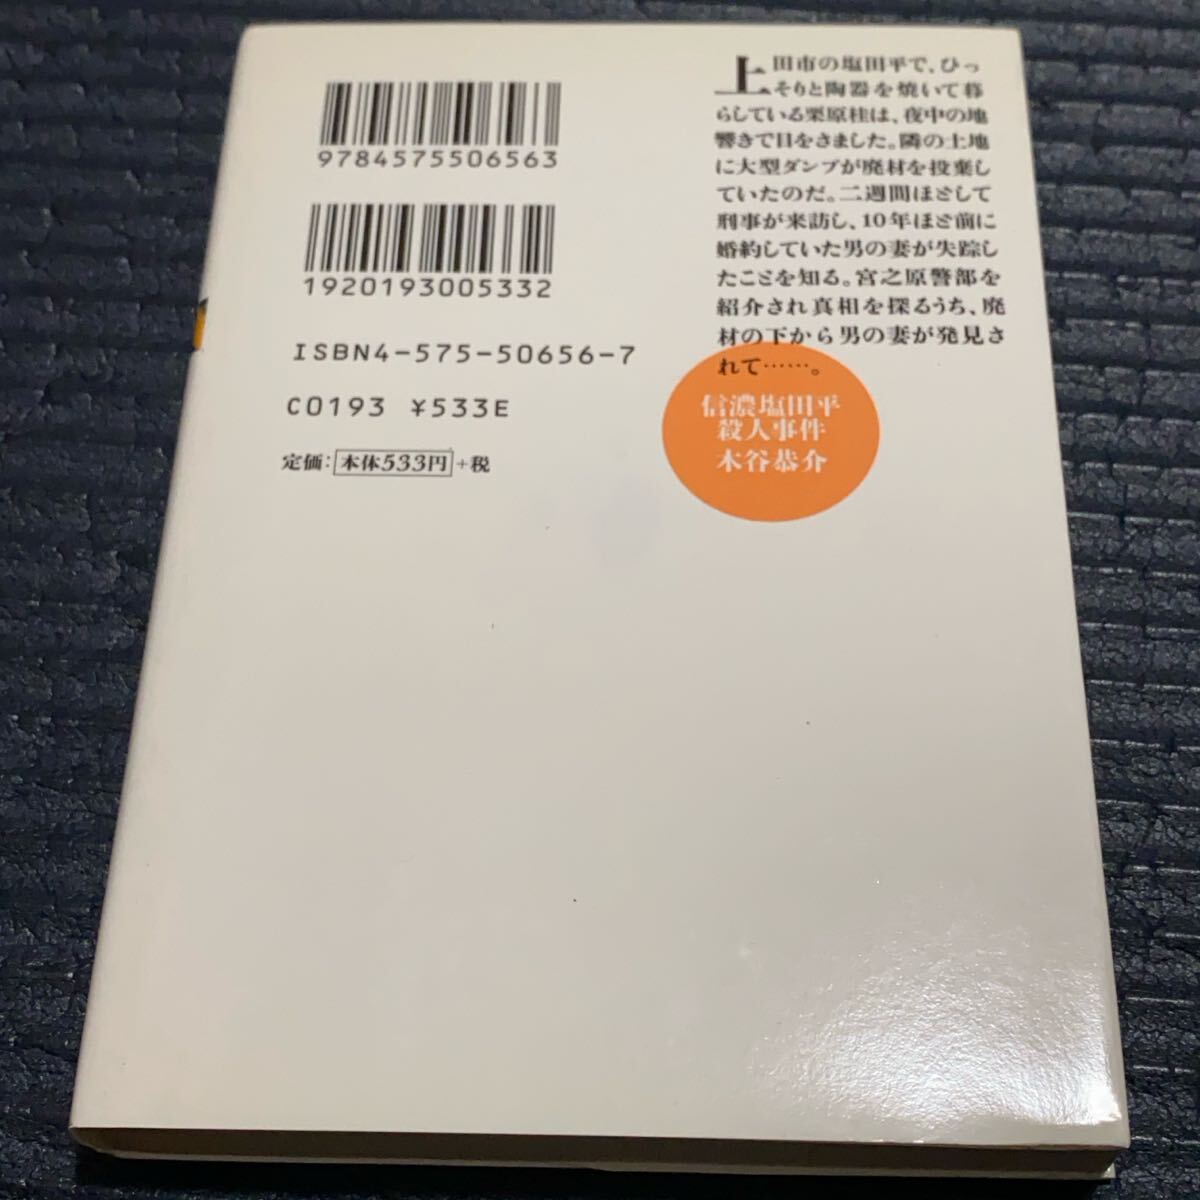 9784575506563
1920193005332
ISBN4-575-50656-7
C0193 ¥533E
定価:本体533円+税
上田市の塩田平で、ひっ
そりと陶器を焼いて暮
らしている栗原桂は、夜中の地
響きで目をさました。隣の土地
に大型ダンプが廃材を投棄し
ていたのだ。二週間ほどして
刑事が来訪し、10年ほど前に
婚約していた男の妻が失踪し
たことを知る。宮之原警部を
紹介され真相を探るうち、廃
材の下から男の妻が発見さ
れて……。
信濃塩田平
殺人事件
木谷恭介